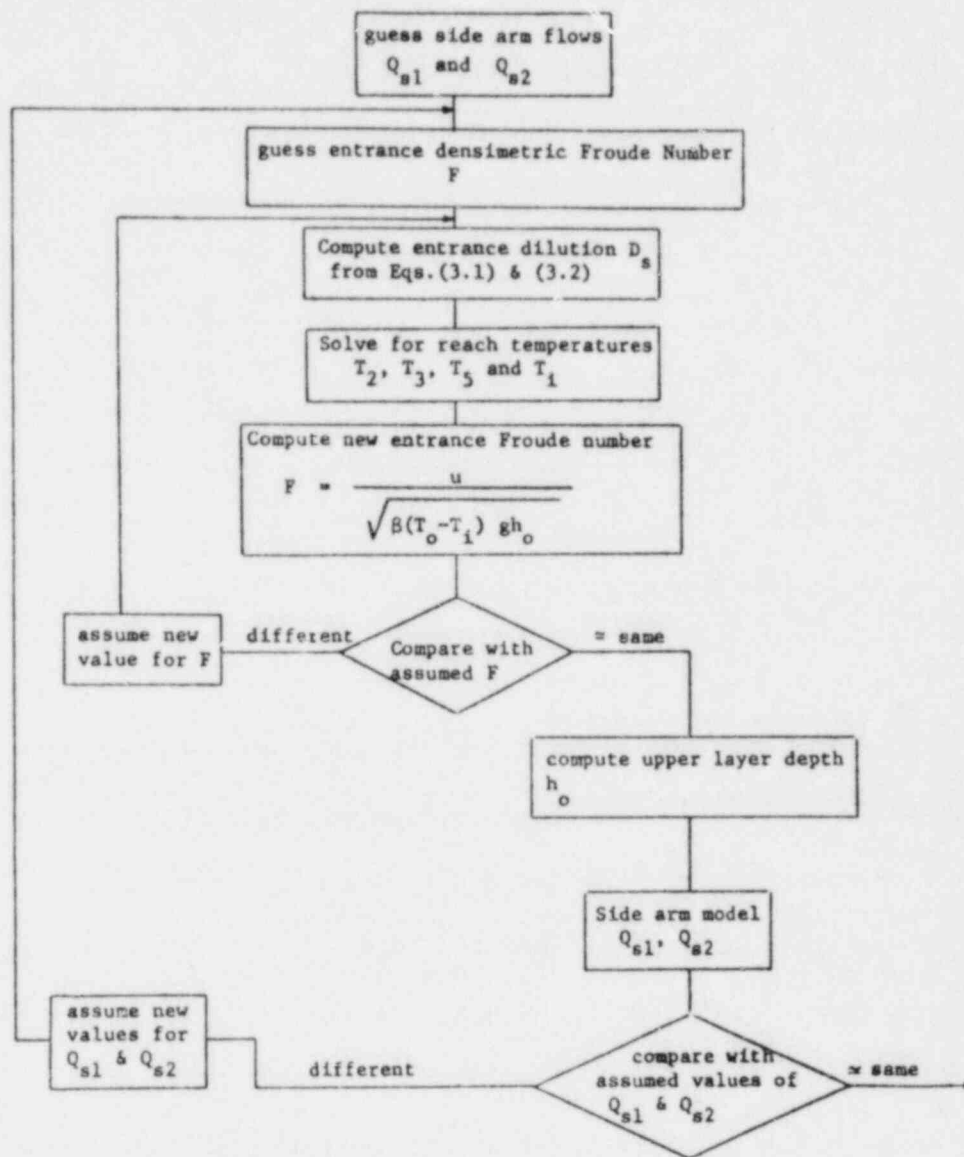 guess side arm flows
Q_s1 and Q_s2
guess entrance densimetric Froude Number
F
Compute entrance dilution D_s
from Eqs.(3.1) & (3.2)
Solve for reach temperatures
T_2, T_3, T_5 and T_i
Compute new entrance Froude number
F = u / √(β(T_o-T_i) gh_o)
assume new
value for F
different
Compare with
assumed F
≃ same
compute upper layer depth
h_o
Side arm model
Q_s1, Q_s2
assume new
values for
Q_s1 & Q_s2
different
compare with
assumed values of
Q_s1 & Q_s2
≃ same